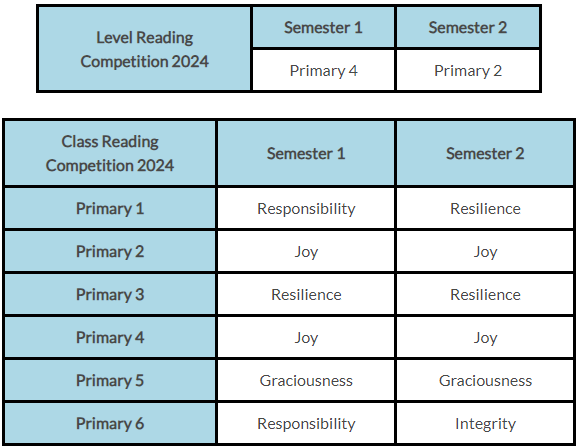 Level Reading
Competition 2024
Semester 1
Semester 2
Primary 4
Primary 2
Class Reading
Competition 2024
Semester 1
Semester 2
Primary 1
Responsibility
Resilience
Primary 2
Joy
Joy
Primary 3
Resilience
Resilience
Primary 4
Joy
Joy
Primary 5
Graciousness
Graciousness
Primary 6
Responsibility
Integrity